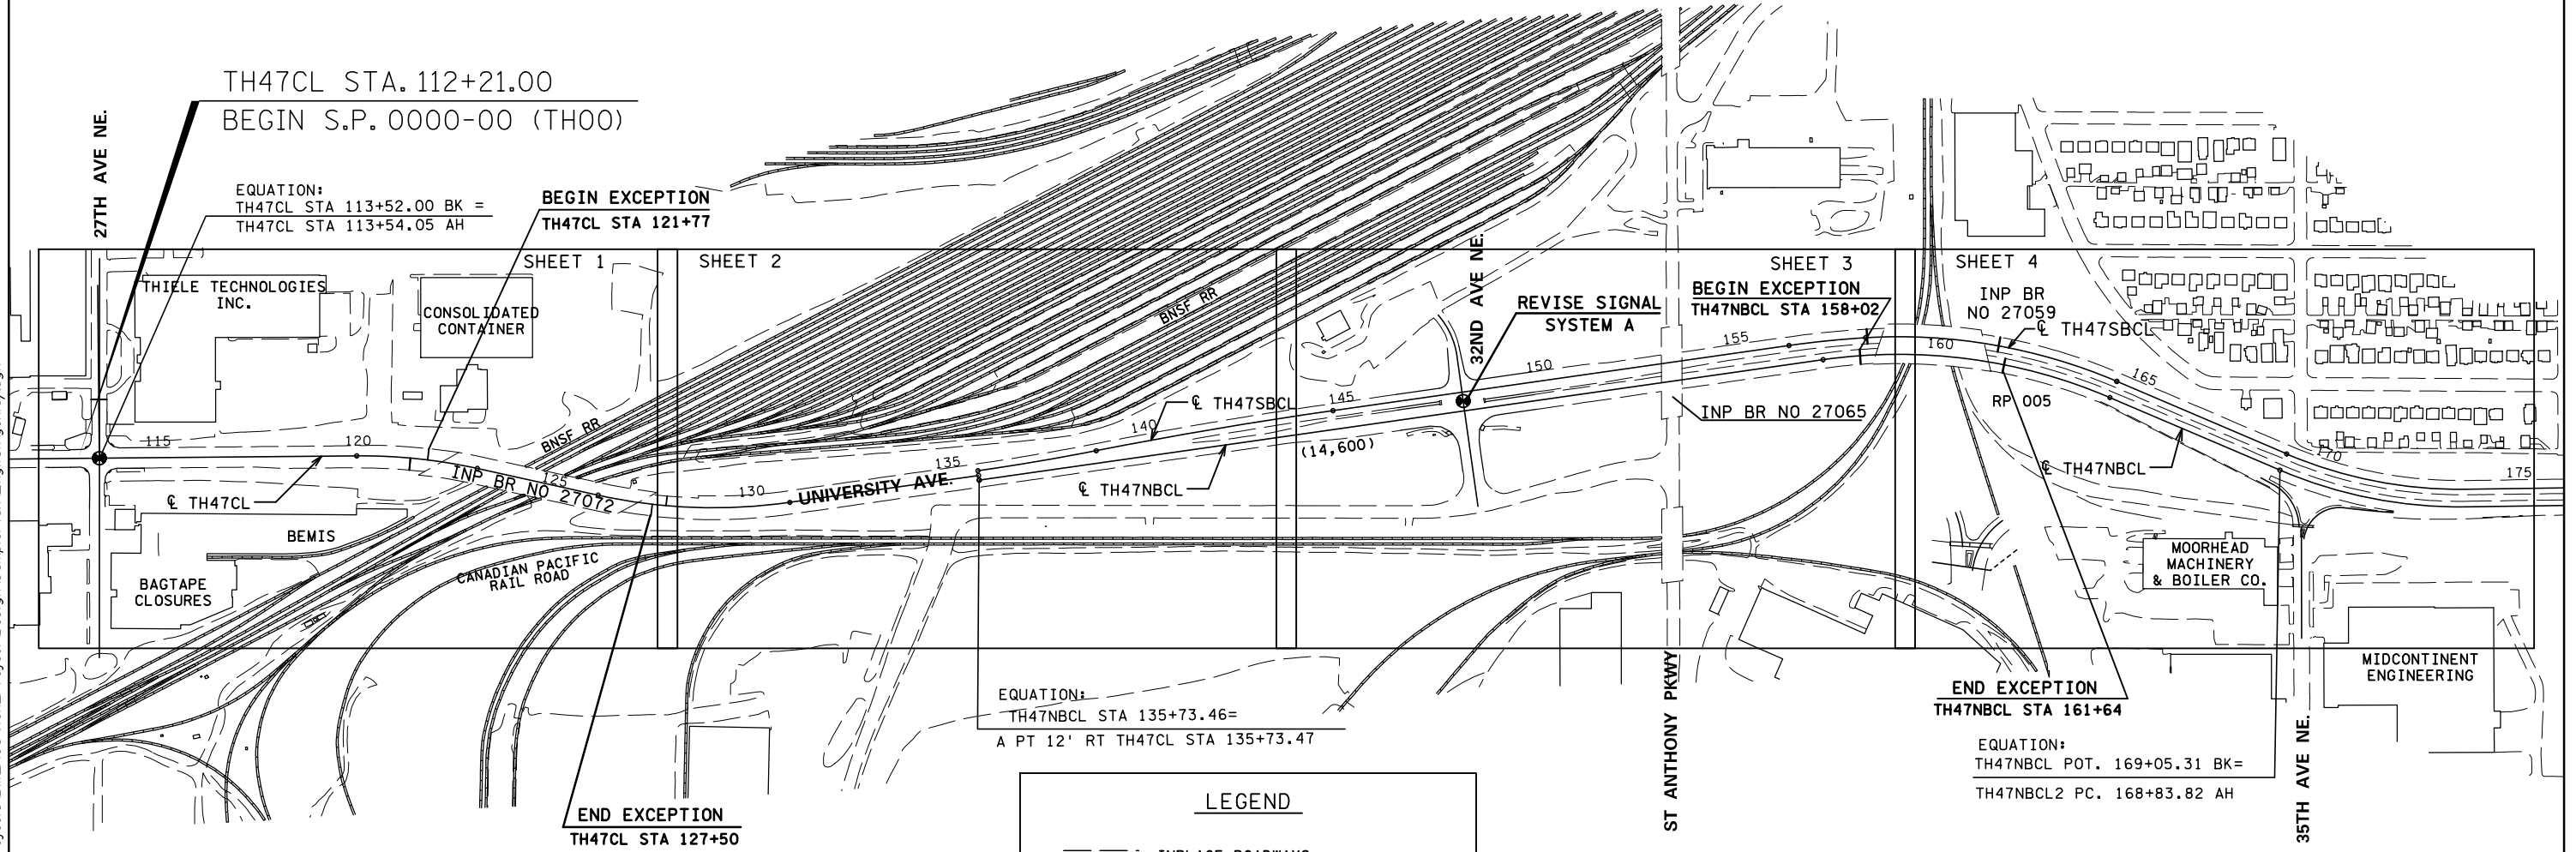 TH47CL STA. 112+21.00
BEGIN S.P. 0000-00 (TH00)
27TH AVE NE.
EQUATION:
TH47CL STA 113+52.00 BK =
TH47CL STA 113+54.05 AH
BEGIN EXCEPTION
TH47CL STA 121+77
SHEET 1
SHEET 2
SHEET 3
SHEET 4
THIELE TECHNOLOGIES
INC.
CONSOLIDATED
CONTAINER
BNSF RR
BNSF RR
32ND AVE NE.
REVISE SIGNAL
SYSTEM A
BEGIN EXCEPTION
TH47NBCL STA 158+02
INP BR
NO 27059
℄ TH47SBCL
115
120
125
130
135
140
145
150
155
160
165
170
175
INP BR NO 27072
UNIVERSITY AVE.
℄ TH47CL
℄ TH47SBCL
℄ TH47NBCL
(14,600)
INP BR NO 27065
RP 005
℄ TH47NBCL
BEMIS
BAGTAPE
CLOSURES
CANADIAN PACIFIC
RAIL ROAD
MOORHEAD
MACHINERY
& BOILER CO.
MIDCONTINENT
ENGINEERING
ST ANTHONY PKWY
35TH AVE NE.
END EXCEPTION
TH47NBCL STA 161+64
EQUATION:
TH47NBCL STA 135+73.46=
A PT 12' RT TH47CL STA 135+73.47
EQUATION:
TH47NBCL POT. 169+05.31 BK=
TH47NBCL2 PC. 168+83.82 AH
END EXCEPTION
TH47CL STA 127+50
LEGEND